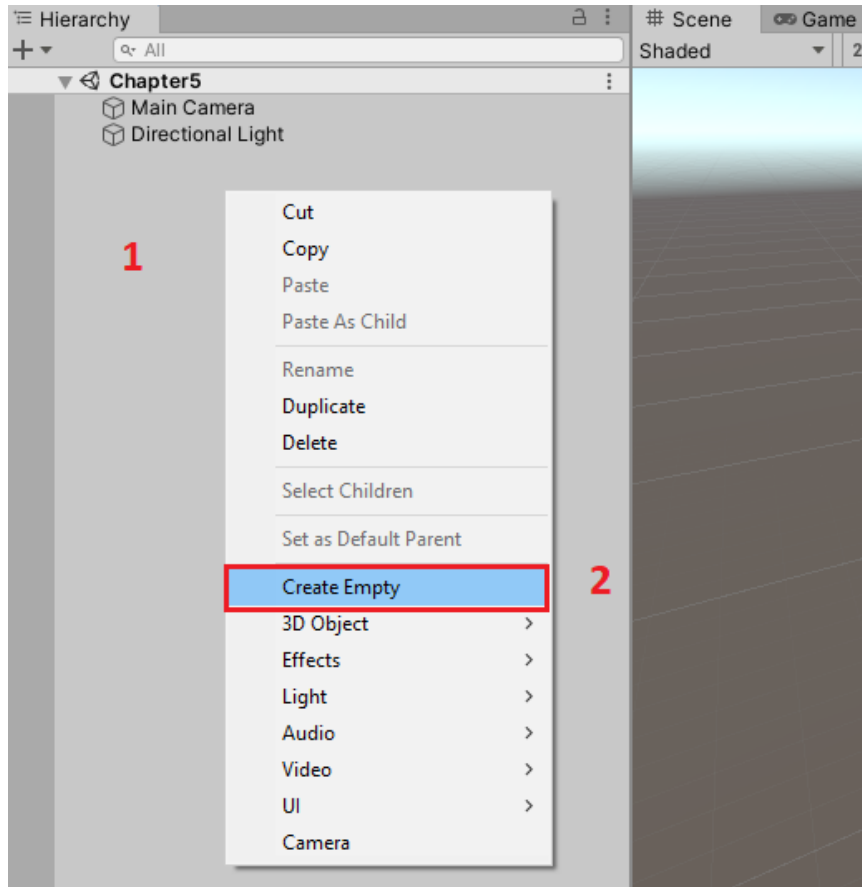 Hierarchy
Scene
Game
All
Shaded
2
Chapter5
Main Camera
Directional Light
1
Cut
Copy
Paste
Paste As Child
Rename
Duplicate
Delete
Select Children
Set as Default Parent
Create Empty
2
3D Object
Effects
Light
Audio
Video
UI
Camera